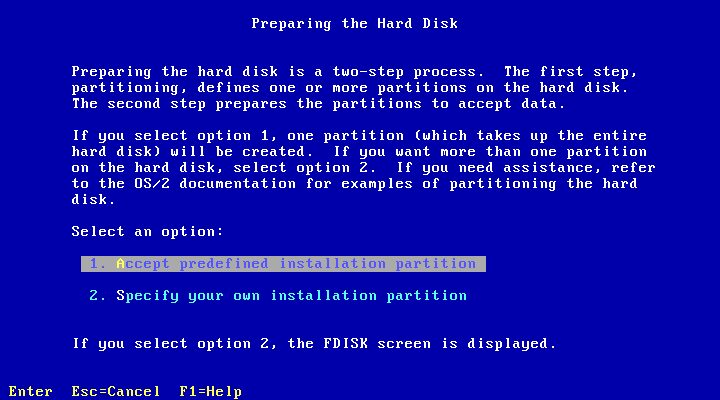 Preparing the Hard Disk
Preparing the hard disk is a two-step process.  The first step,
partitioning, defines one or more partitions on the hard disk.
The second step prepares the partitions to accept data.
If you select option 1, one partition (which takes up the entire
hard disk) will be created.  If you want more than one partition
on the hard disk, select option 2.  If you need assistance, refer
to the OS/2 documentation for examples of partitioning the hard
disk.
Select an option:
1. Accept predefined installation partition
2. Specify your own installation partition
If you select option 2, the FDISK screen is displayed.
Enter  Esc=Cancel  F1=Help